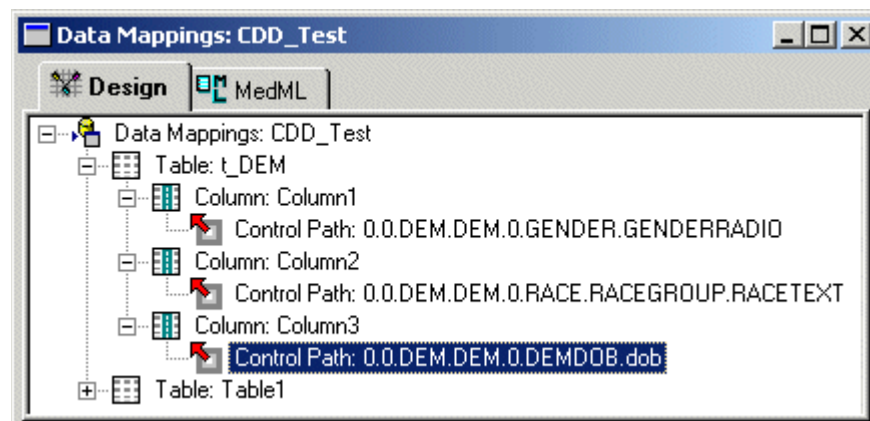 Data Mappings: CDD_Test
Design MedML
Data Mappings: CDD_Test
Table: t_DEM
Column: Column1
Control Path: 0.0.DEM.DEM.0.GENDER.GENDERRADIO
Column: Column2
Control Path: 0.0.DEM.DEM.0.RACE.RACEGROUP.RACETEXT
Column: Column3
Control Path: 0.0.DEM.DEM.0.DEMDOB.dob
Table: Table1